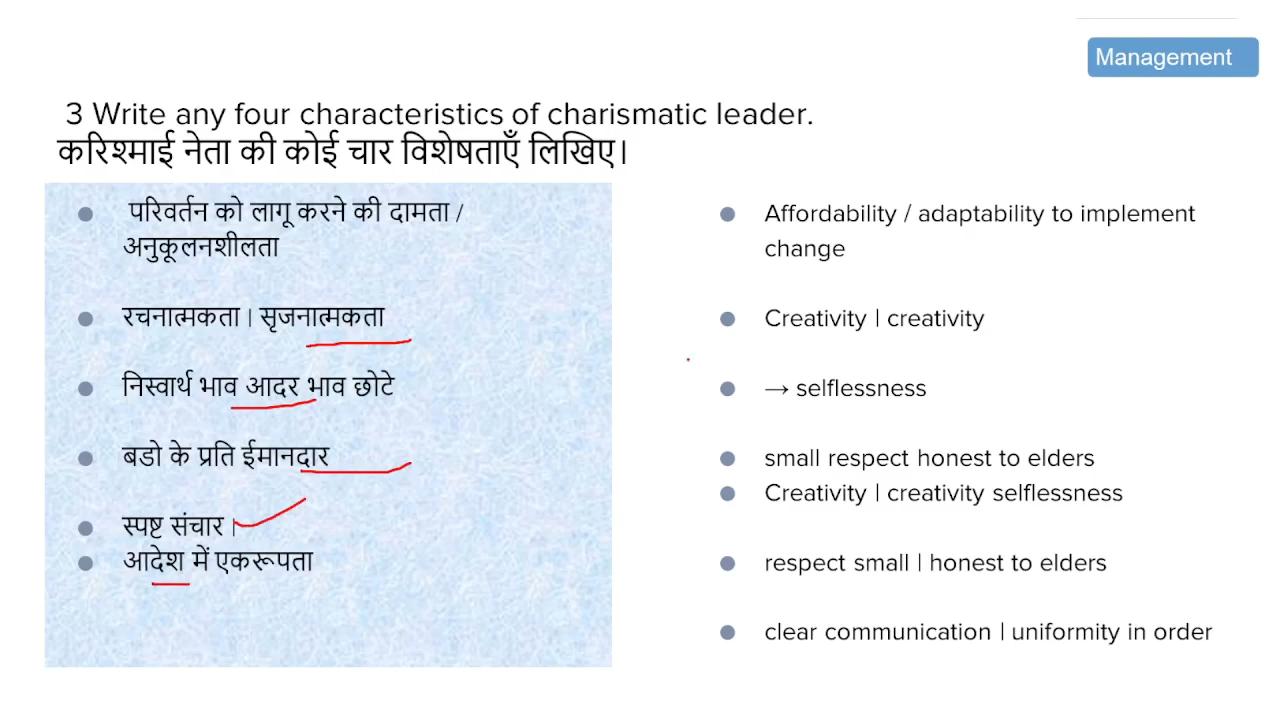 Management
3 Write any four characteristics of charismatic leader.
करिश्माई नेता की कोई चार विशेषताएँ लिखिए।
● परिवर्तन को लागू करने की दामता /
अनुकूलनशीलता
● रचनात्मकता। सृजनात्मकता
● निस्वार्थ भाव आदर भाव छोटे
● बडो के प्रति ईमानदार
● स्पष्ट संचार।
● आदेश में एकरूपता
● Affordability / adaptability to implement
change
● Creativity | creativity
● → selflessness
● small respect honest to elders
● Creativity | creativity selflessness
● respect small | honest to elders
● clear communication | uniformity in order